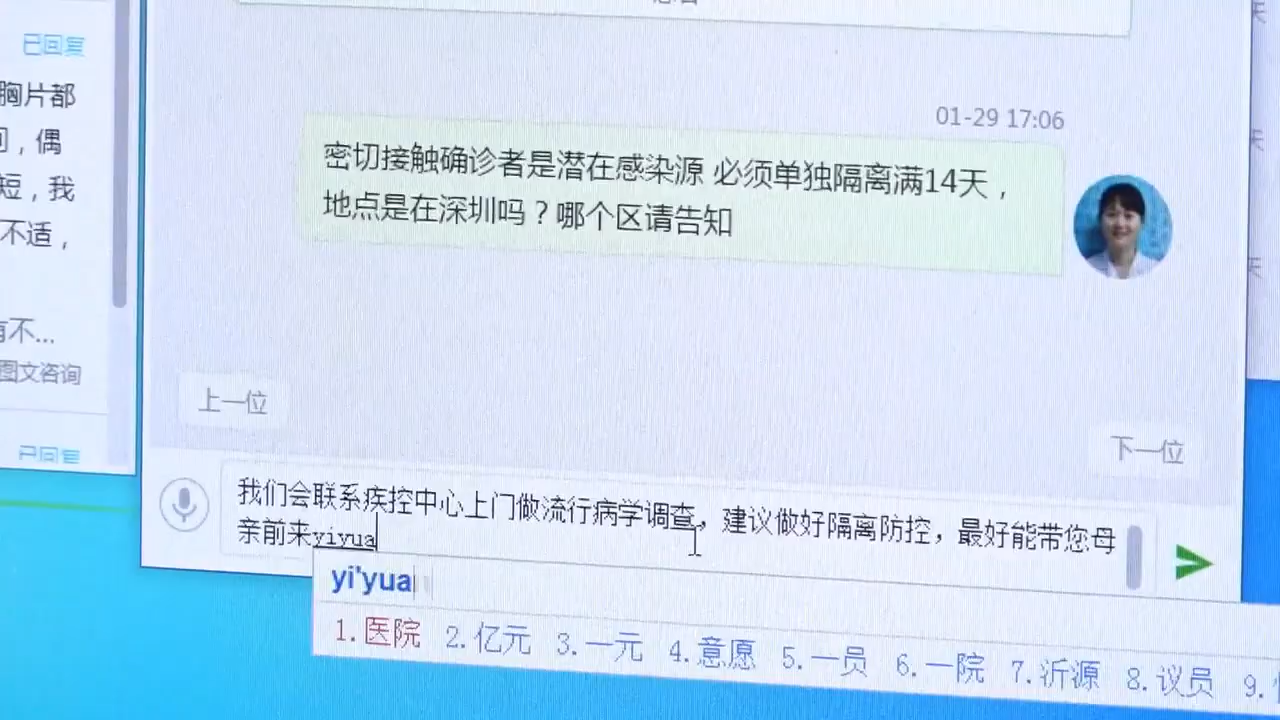 已回复
胸片都
，偶
短，我
不适，
有不...
图文咨询
已回复
01-29 17:06
密切接触确诊者是潜在感染源 必须单独隔离满14天，
地点是在深圳吗？哪个区请告知
上一位
下一位
我们会联系疾控中心上门做流行病学调查，建议做好隔离防控，最好能带您母
亲前来yiyua
yi'yua
1.医院 2.亿元 3.一元 4.意愿 5.一员 6.一院 7.沂源 8.议员 9.